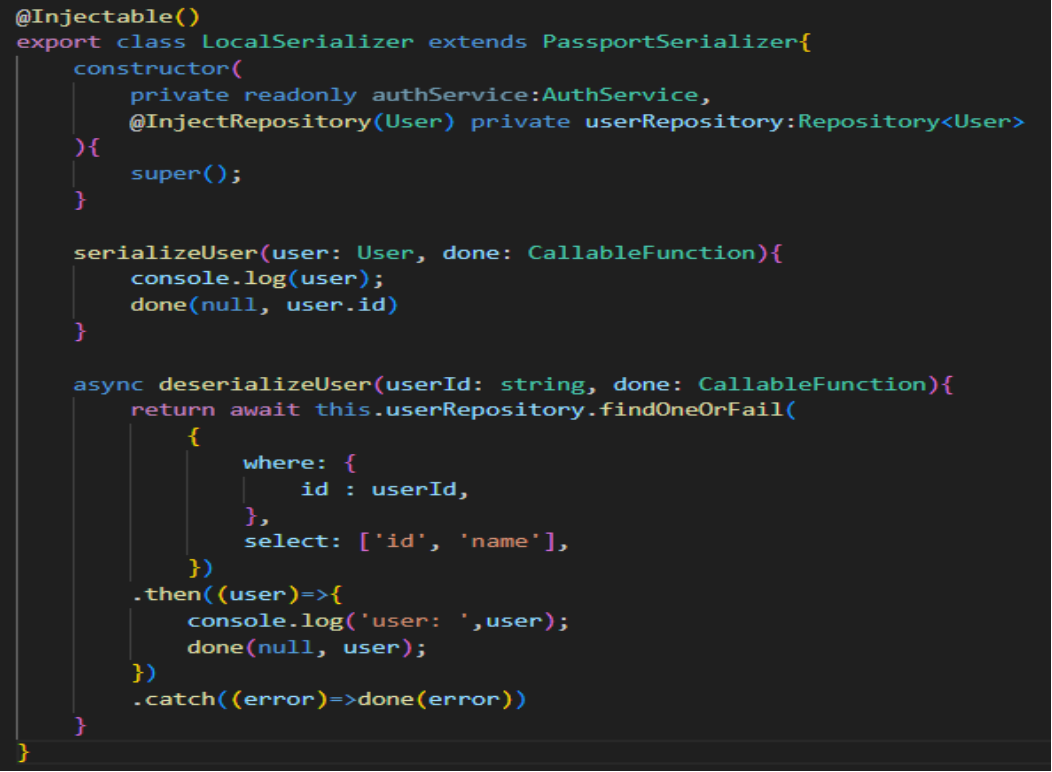 @Injectable()
export class LocalSerializer extends PassportSerializer{
    constructor(
        private readonly authService:AuthService,
        @InjectRepository(User) private userRepository:Repository<User>
    ){
        super();
    }

    serializeUser(user: User, done: CallableFunction){
        console.log(user);
        done(null, user.id)
    }

    async deserializeUser(userId: string, done: CallableFunction){
        return await this.userRepository.findOneOrFail(
            {
                where: {
                    id : userId,
                },
                select: ['id', 'name'],
            })
        .then((user)=>{
            console.log('user: ',user);
            done(null, user);
        })
        .catch((error)=>done(error))
    }
}